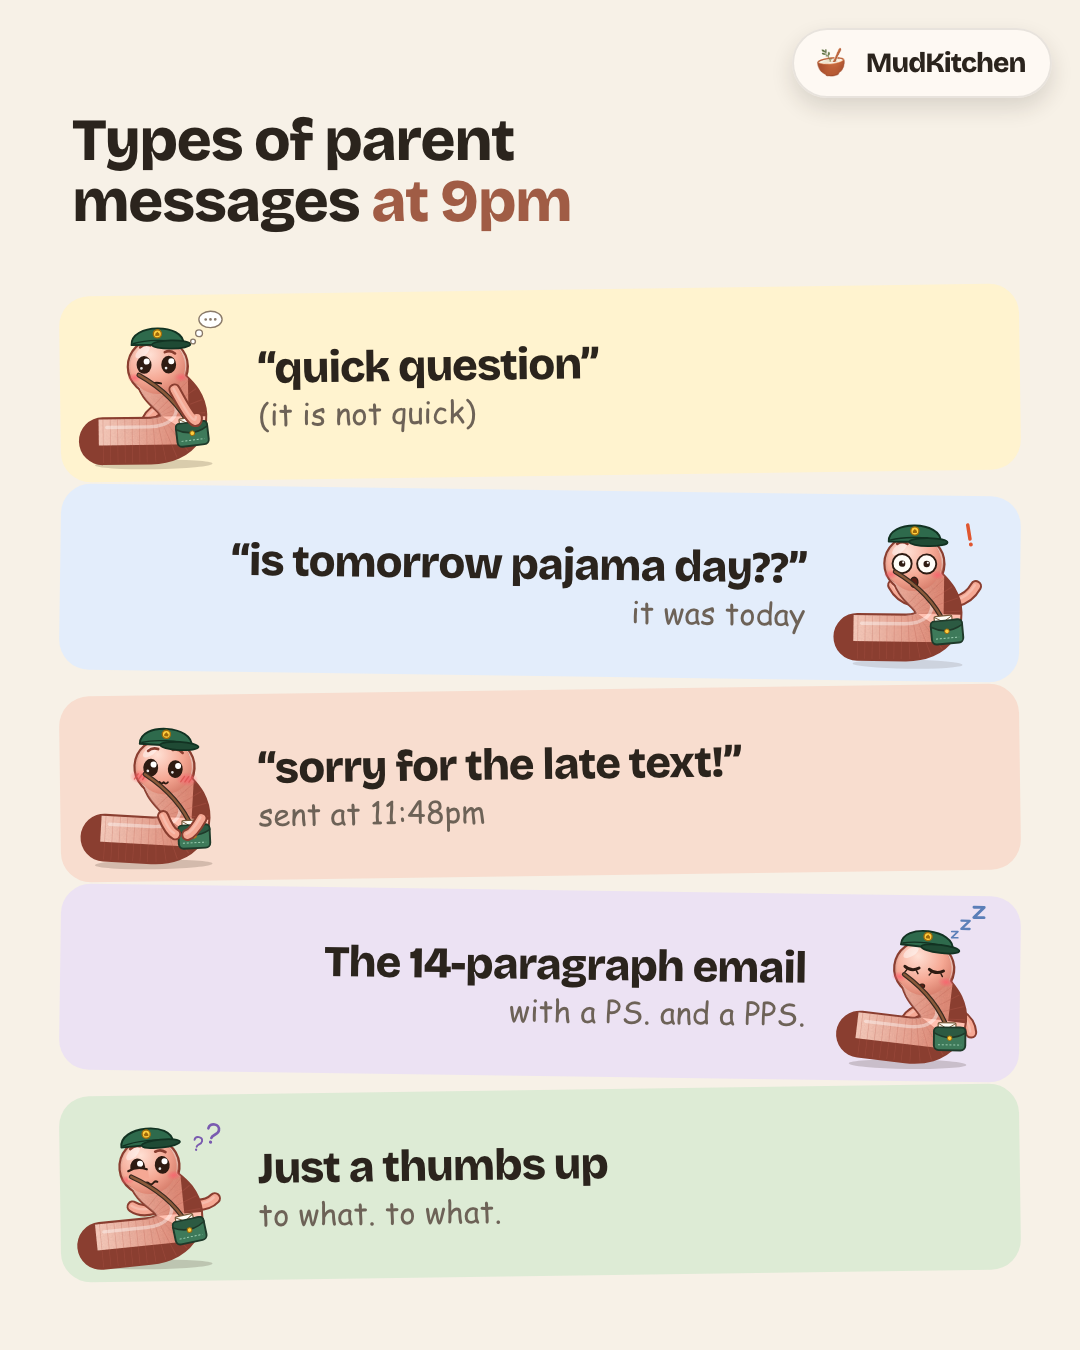 MudKitchen
Types of parent
messages at 9pm
“quick question”
(it is not quick)
“is tomorrow pajama day??”
it was today
!
“sorry for the late text!”
sent at 11:48pm
z z z
The 14-paragraph email
with a PS. and a PPS.
? ?
Just a thumbs up
to what. to what.